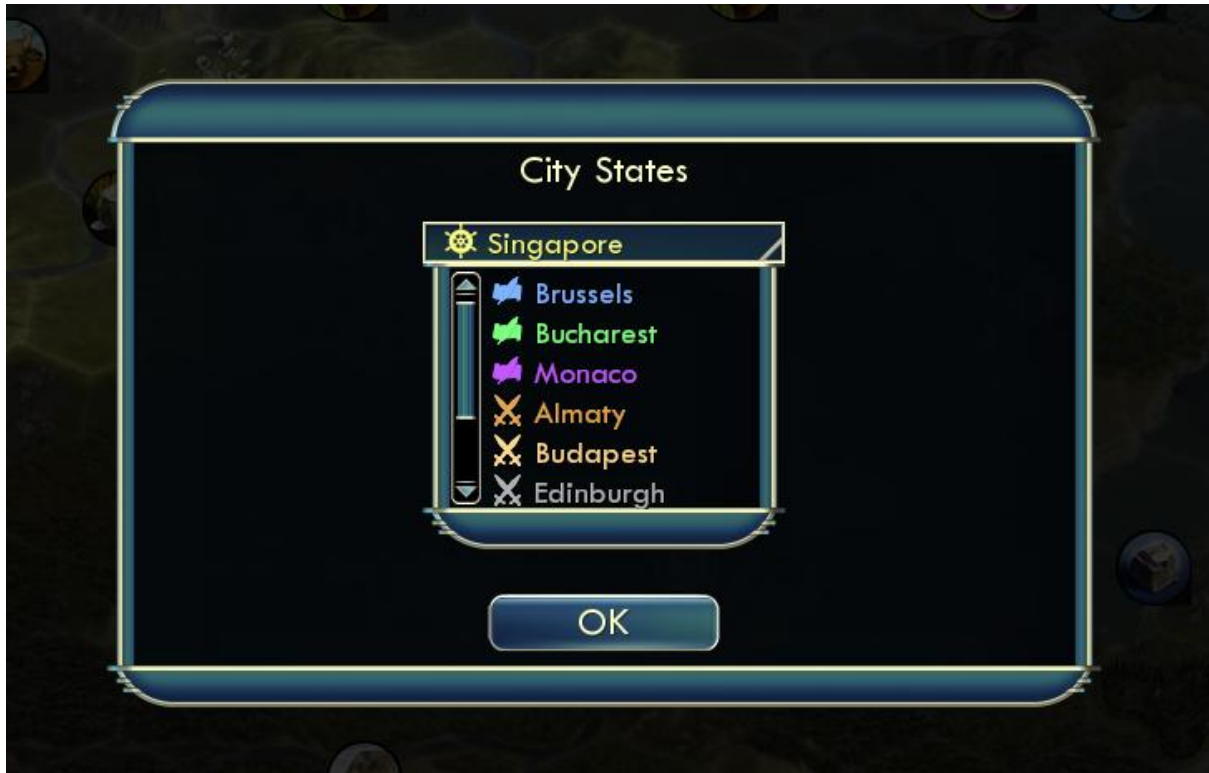 City States
Singapore
Brussels
Bucharest
Monaco
Almaty
Budapest
Edinburgh
OK